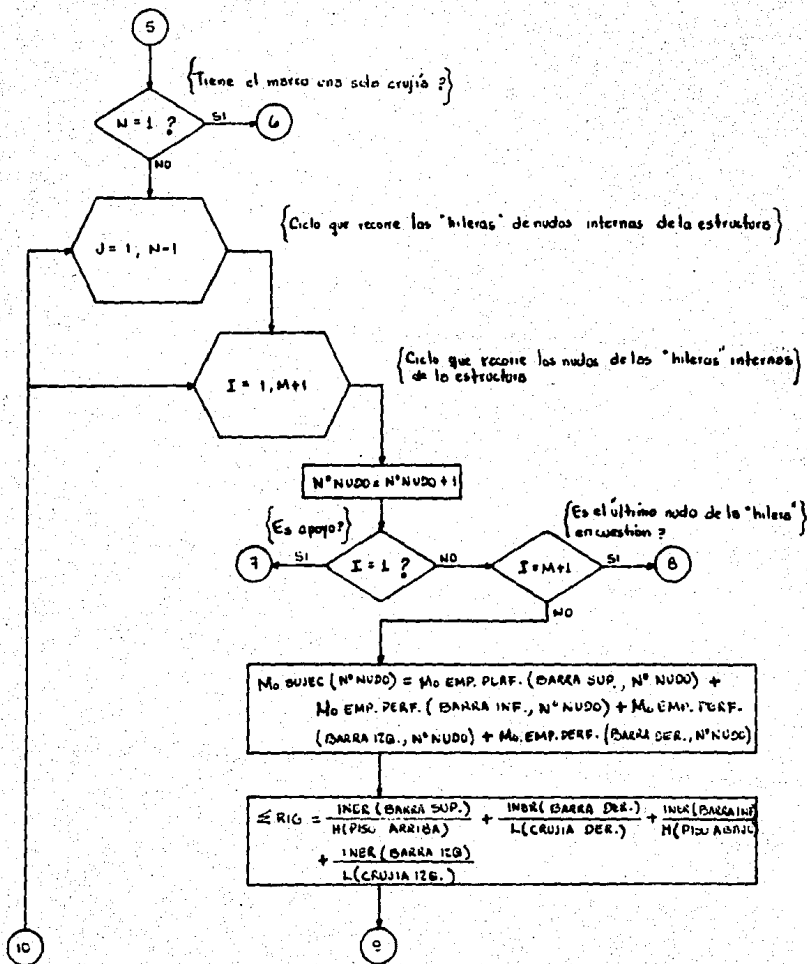 5
{Tiene el marco una sola crujía ?}
N = 1 ?
SI
6
NO
J = 1, N-1
{Ciclo que recorre las "hileras" de nudos internas de la estructura}
I = 1, M+1
{Ciclo que recorre los nudos de las "hileras" internas
de la estructura
N° NUDO = N° NUDO + 1
{Es apoyo?}
{Es el último nudo de la "hilera"}
en cuestión ?
7
SI
I = 1 ?
NO
I = M+1
SI
8
NO
Mo SUJEC (N° NUDO) = Mo EMP. PERF. (BARRA SUP., N° NUDO) +
Mo EMP. PERF. ( BARRA INF., N° NUDO) + Mo EMP. PERF.
(BARRA IZQ., N° NUDO) + Mo. EMP. PERF. (BARRA DER., N° NUDO)
INER (BARRA SUP.) INER (BARRA DER.) INER (BARRA INF)
Σ RIG = + +
H(PISO ARRIBA) L(CRUJIA DER.) H(PISO ABAJO)
INER (BARRA IZQ)
+
L(CRUJIA IZQ.)
10
9